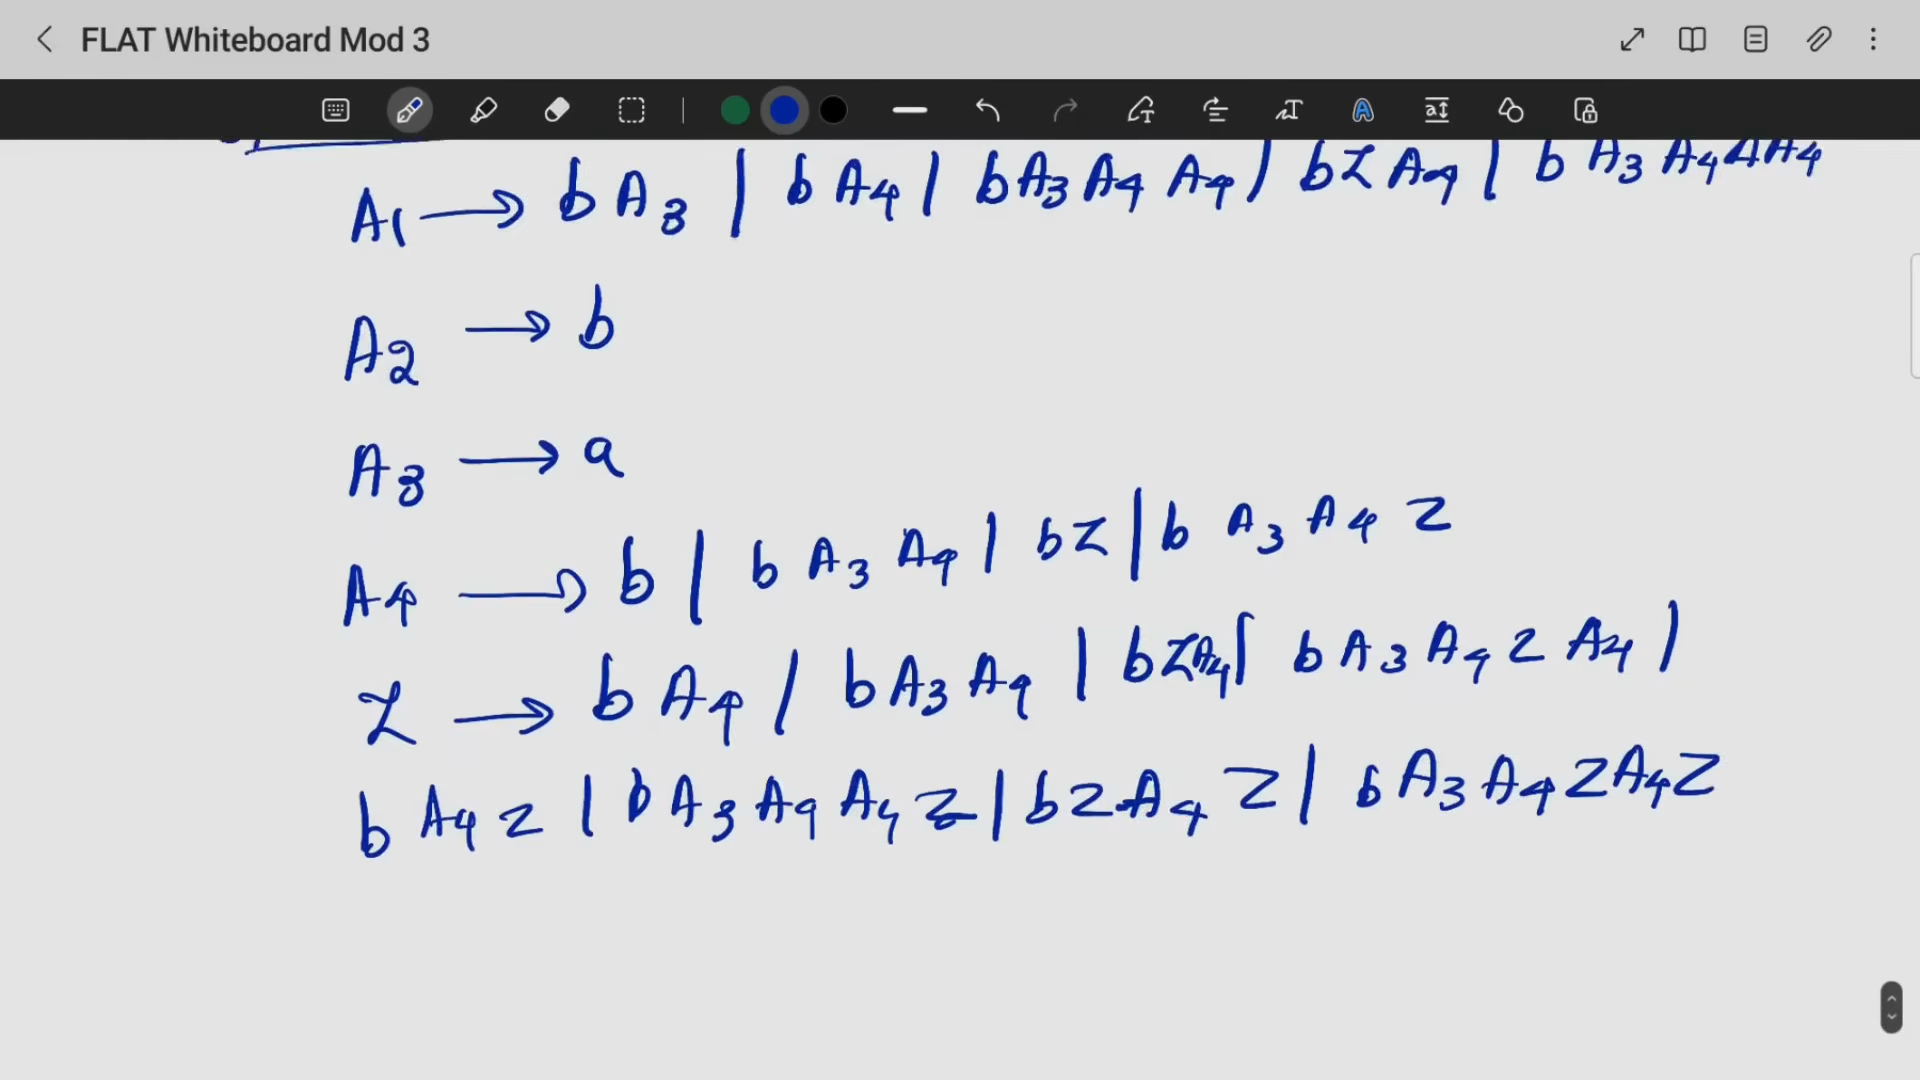 FLAT Whiteboard Mod 3
A1 → bA3 | bA4 | bA3A4A4 | bZA4 | bA3A4ZA4
A2 → b
A3 → a
A4 → b | bA3A4 | bZ | bA3A4Z
Z → bA4 | bA3A4 | bZA4 | bA3A4ZA4 |
bA4Z | bA3A4A4Z | bZA4Z | bA3A4ZA4Z